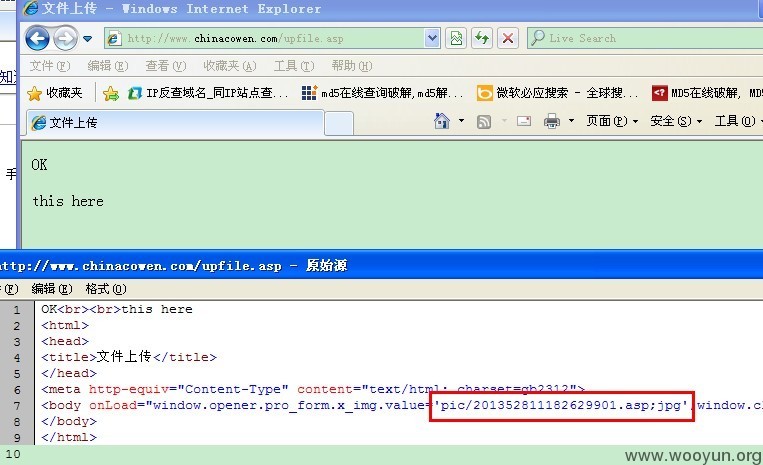 文件上传 - Windows Internet Explorer
http://www.chinacowen.com/upfile.asp
Live Search
文件(F) 编辑(E) 查看(V) 收藏夹(A) 工具(T) 帮助(H)
收藏夹 IP反查域名_同IP站点查... md5在线查询破解,md5解... 微软必应搜索 - 全球搜... MD5在线破解, MD5
文件上传 页面(P) 安全(S) 工具(O)
OK
手
this here
http://www.chinacowen.com/upfile.asp - 原始源
编辑(E) 格式(O)
1 OK<br><br>this here
2 <html>
3 <head>
4 <title>文件上传</title>
5 </head>
6 <meta http-equiv="Content-Type" content="text/html; charset=gb2312">
7 <body onLoad="window.opener.pro_form.x_img.value='pic/201352811182629901.asp;jpg';window.cl
8 </body>
9 </html>
10
www.wooyun.org